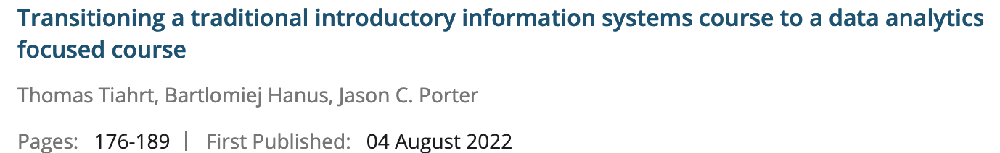 Transitioning a traditional introductory information systems course to a data analytics
focused course
Thomas Tiahrt, Bartlomiej Hanus, Jason C. Porter
Pages: 176-189 | First Published: 04 August 2022